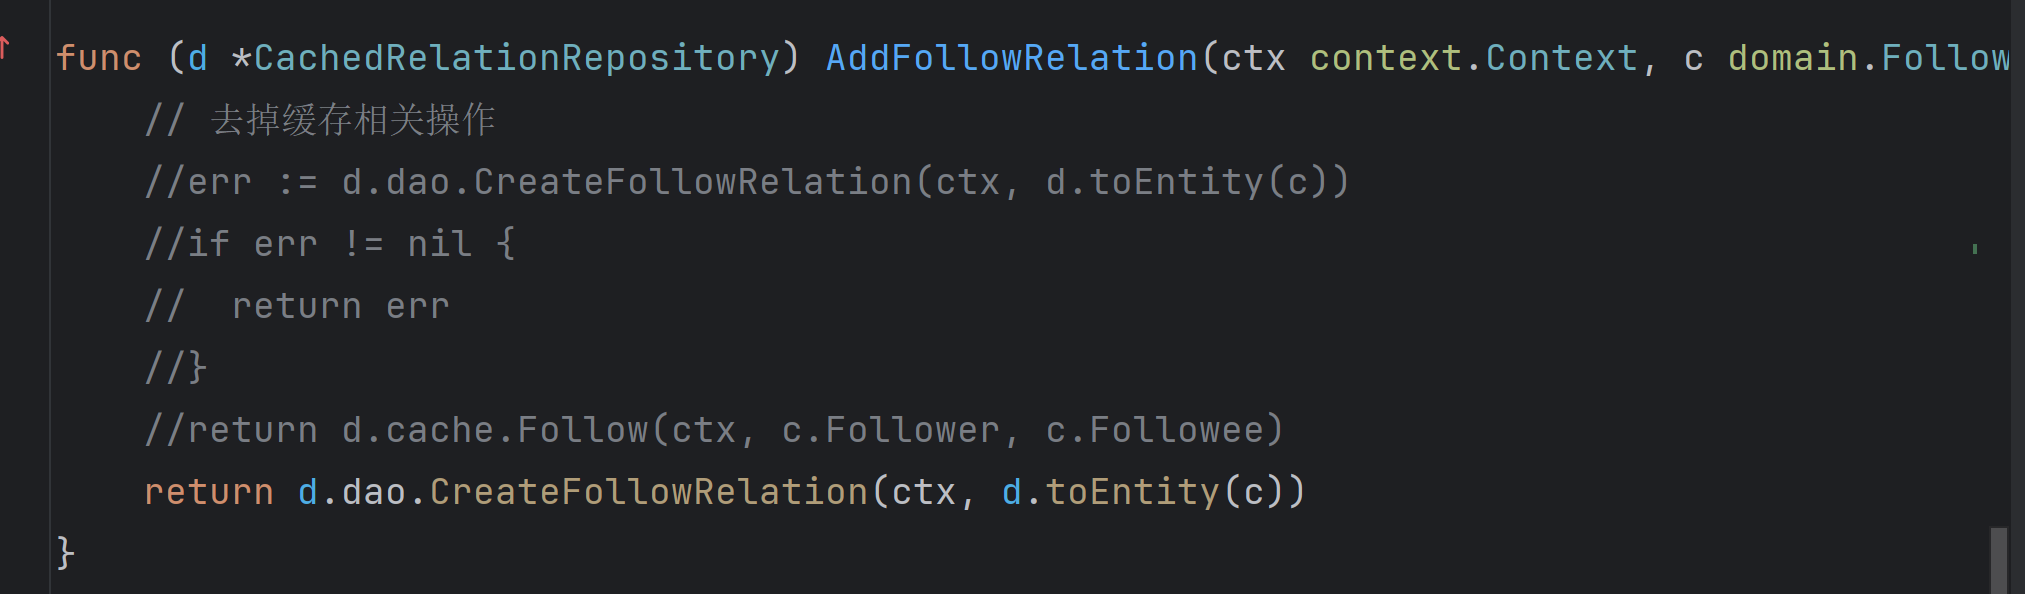 func (d *CachedRelationRepository) AddFollowRelation(ctx context.Context, c domain.Follow
// 去掉缓存相关操作
//err := d.dao.CreateFollowRelation(ctx, d.toEntity(c))
//if err != nil {
//  return err
//}
//return d.cache.Follow(ctx, c.Follower, c.Followee)
return d.dao.CreateFollowRelation(ctx, d.toEntity(c))
}